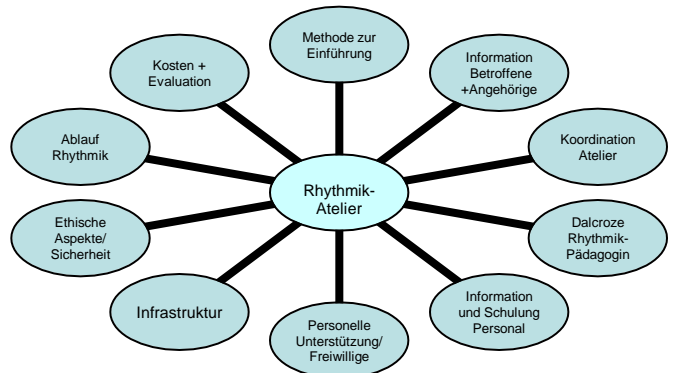 Methode zur
Einführung
Kosten +
Evaluation
Information
Betroffene
+Angehörige
Ablauf
Rhythmik
Koordination
Atelier
Rhythmik-
Atelier
Ethische
Aspekte/
Sicherheit
Dalcroze
Rhythmik-
Pädagogin
Infrastruktur
Information
und Schulung
Personal
Personelle
Unterstützung/
Freiwillige